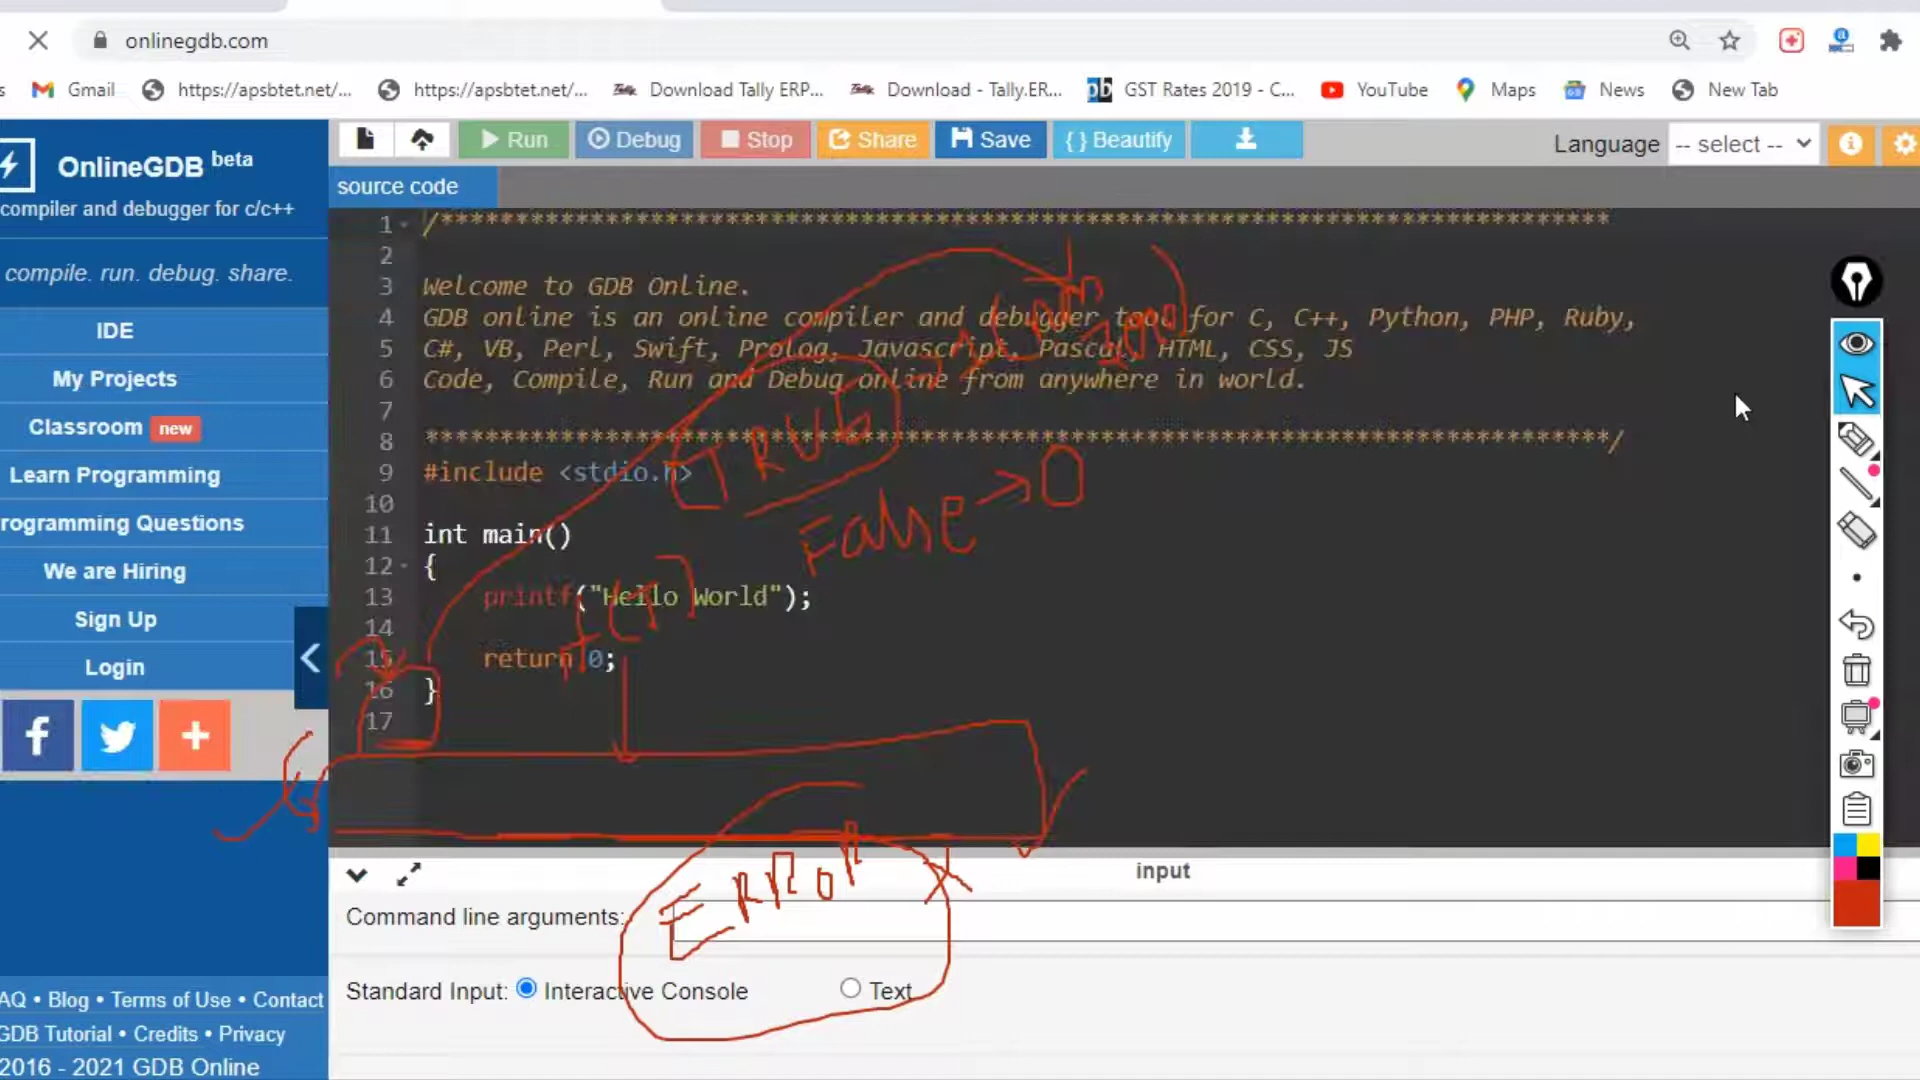 onlinegdb.com
s Gmail https://apsbtet.net/... https://apsbtet.net/... Download Tally ERP... Download - Tally.ER... GST Rates 2019 - C... YouTube Maps News New Tab
Run Debug Stop Share Save {} Beautify Language -- select --
OnlineGDB beta
compiler and debugger for c/c++
compile. run. debug. share.
IDE
My Projects
Classroom new
Learn Programming
rogramming Questions
We are Hiring
Sign Up
Login
AQ • Blog • Terms of Use • Contact
GDB Tutorial • Credits • Privacy
2016 - 2021 GDB Online
source code
1 /******************************************************************************
2
3 Welcome to GDB Online.
4 GDB online is an online compiler and debugger tool for C, C++, Python, PHP, Ruby,
5 C#, VB, Perl, Swift, Prolog, Javascript, Pascal, HTML, CSS, JS
6 Code, Compile, Run and Debug online from anywhere in world.
7
8 *******************************************************************************/
9 #include <stdio.h>
10
11 int main()
12 {
13 printf("Hello World");
14
15 return 0;
16 }
17
TRUE
False → 0
ERROR X
input
Command line arguments:
Standard Input: Interactive Console Text